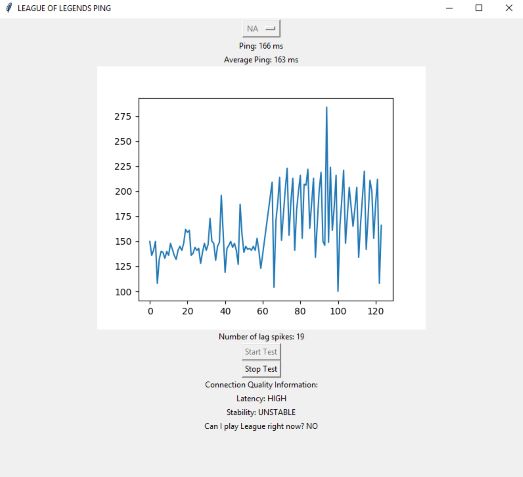 LEAGUE OF LEGENDS PING
NA
Ping: 166 ms
Average Ping: 163 ms
275
250
225
200
175
150
125
100
0 20 40 60 80 100 120
Number of lag spikes: 19
Start Test
Stop Test
Connection Quality Information:
Latency: HIGH
Stability: UNSTABLE
Can I play League right now? NO